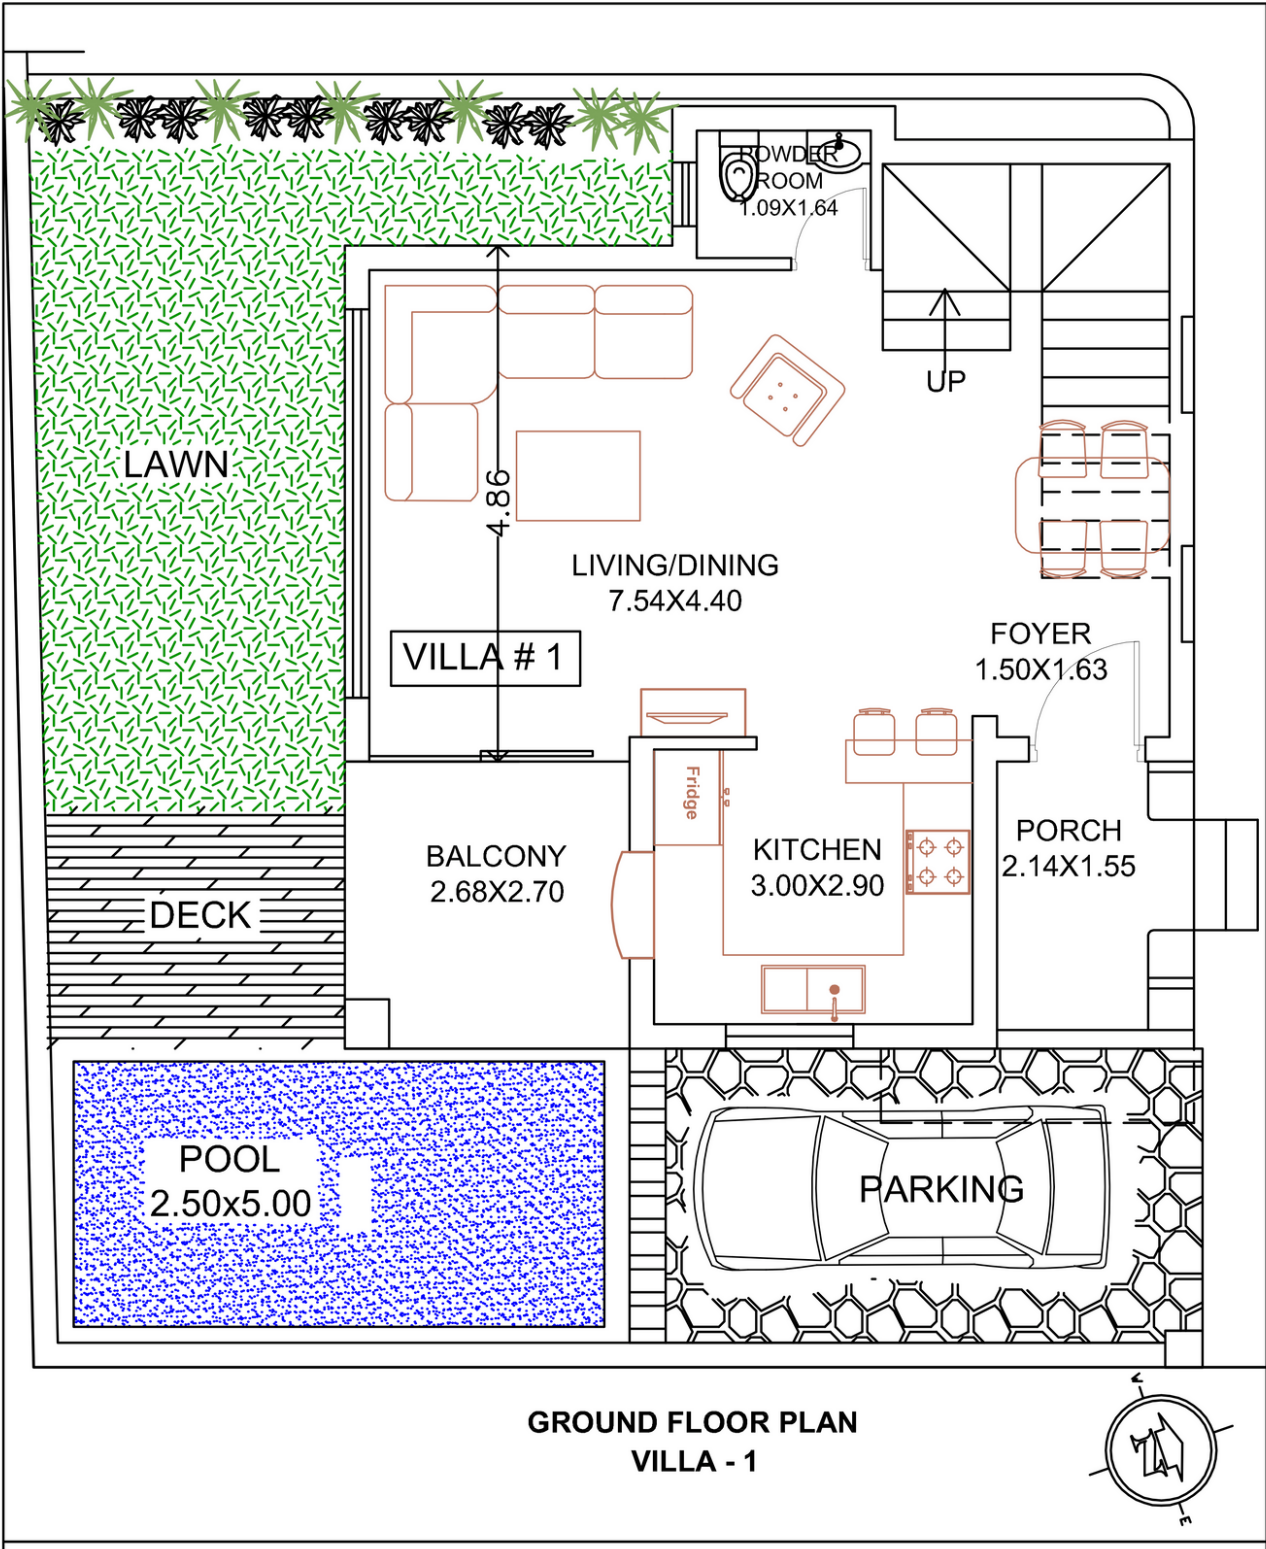 POWDER
ROOM
1.09X1.64
UP
LAWN
4.86
LIVING/DINING
7.54X4.40
VILLA # 1
FOYER
1.50X1.63
Fridge
BALCONY
2.68X2.70
KITCHEN
3.00X2.90
PORCH
2.14X1.55
DECK
POOL
2.50x5.00
PARKING
GROUND FLOOR PLAN
VILLA - 1
E